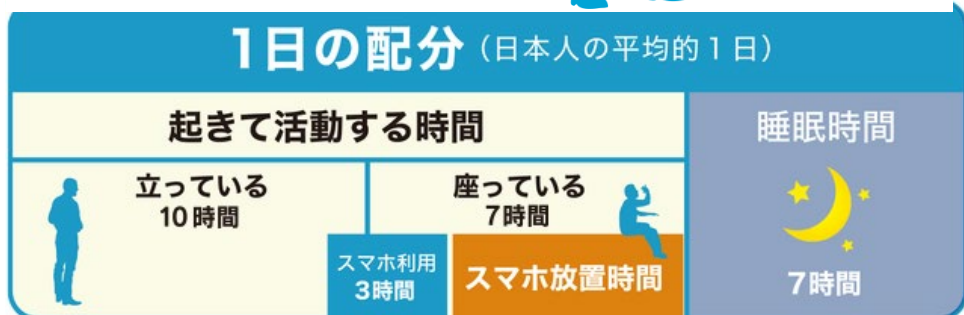 1日の配分（日本人の平均的１日）
起きて活動する時間
睡眠時間
立っている
10時間
座っている
7時間
スマホ利用
3時間
スマホ放置時間
7時間